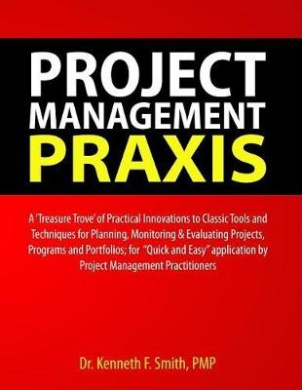 PROJECT
MANAGEMENT
PRAXIS
A 'Treasure Trove' of Practical Innovations to Classic Tools and
Techniques for Planning, Monitoring & Evaluating Projects,
Programs and Portfolios; for "Quick and Easy" application by
Project Management Practitioners
Dr. Kenneth F. Smith, PMP